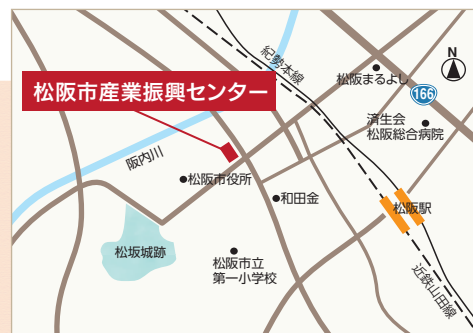 紀勢本線
松阪まるよし
N
166
松阪市産業振興センター
済生会
松阪総合病院
阪内川
松阪市役所
和田金
松阪駅
松坂城跡
松阪市立
第一小学校
近鉄山田線